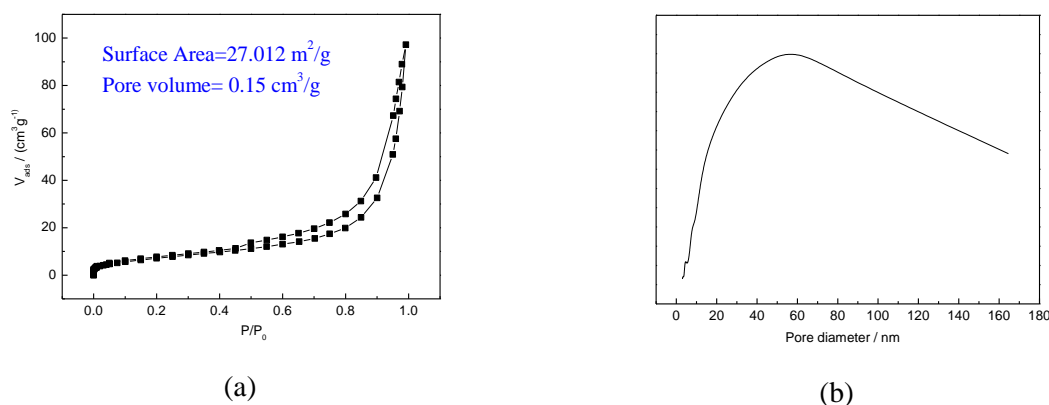 Surface Area=27.012 m²/g
Pore volume= 0.15 cm³/g
V_ads / (cm³g⁻¹)
100
80
60
40
20
0
0.0 0.2 0.4 0.6 0.8 1.0
P/P₀
(a)
0 20 40 60 80 100 120 140 160 180
Pore diameter / nm
(b)